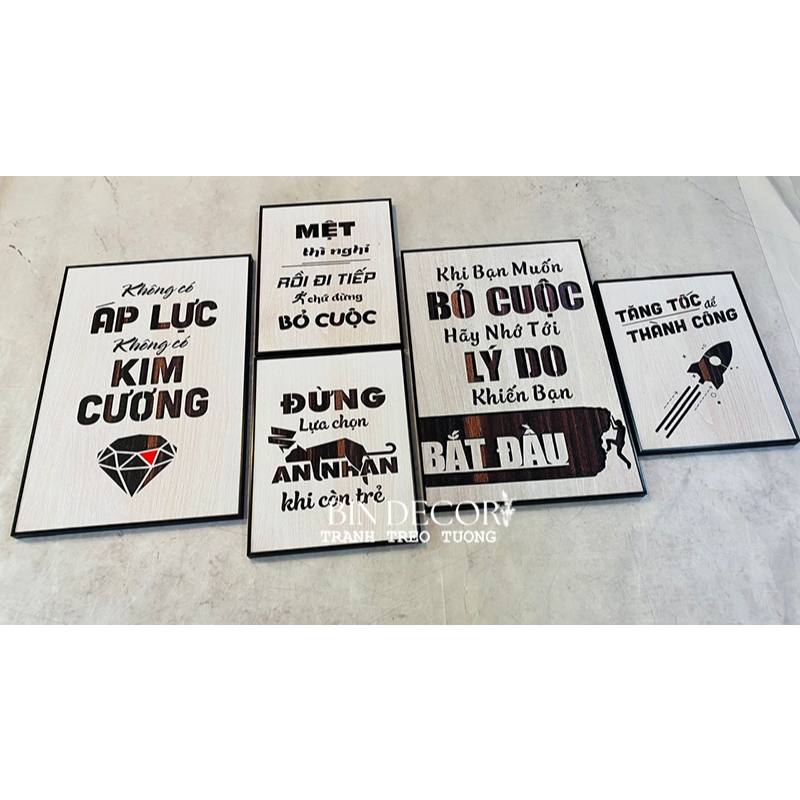 Không có
ÁP LỰC
Không có
KIM
CƯƠNG
MỆT
thì nghỉ
RỒI ĐI TIẾP
chứ đừng
BỎ CUỘC
ĐỪNG
Lựa chọn
AN NHÀN
khi còn trẻ
Khi Bạn Muốn
BỎ CUỘC
Hãy Nhớ Tới
LÝ DO
Khiến Bạn
BẮT ĐẦU
TĂNG TỐC để
THÀNH CÔNG
BIN DECOR
TRANH TREO TUONG